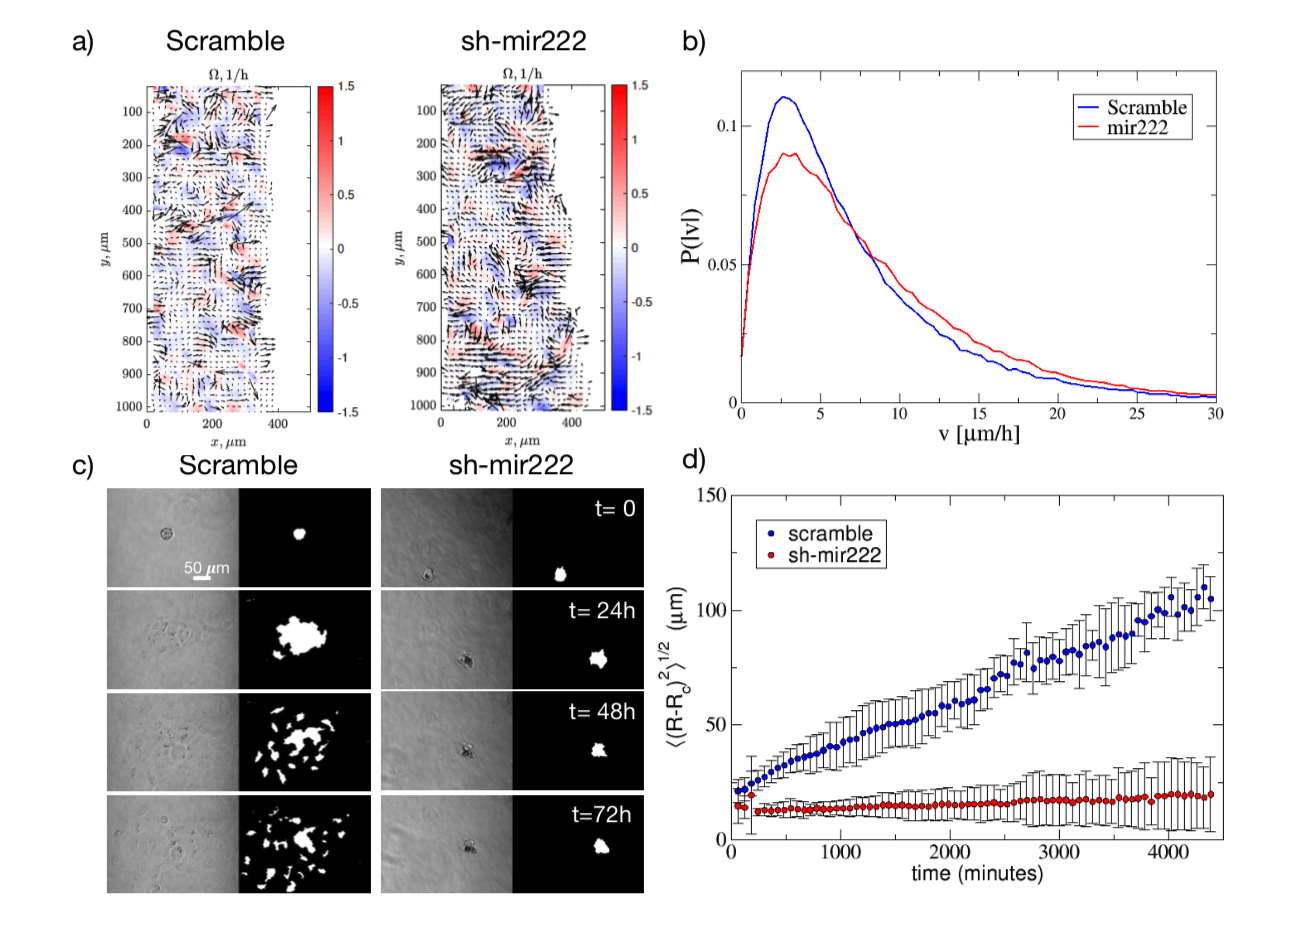 a)
Scramble
sh-mir222
b)
Ω, 1/h
Ω, 1/h
1.5
1
0.5
0
-0.5
-1
-1.5
100
200
300
400
500
600
700
800
900
1000
y, μm
0
200
400
x, μm
1.5
1
0.5
0
-0.5
-1
-1.5
100
200
300
400
500
600
700
800
900
1000
y, μm
0
200
400
x, μm
Scramble
mir222
0.1
0.05
0
P(|v|)
0
5
10
15
20
25
30
v [μm/h]
c)
Scramble
sh-mir222
d)
50 μm
t= 0
t= 24h
t= 48h
t=72h
150
100
50
0
⟨(R-Rc)²⟩1/2 (μm)
scramble
sh-mir222
0
1000
2000
3000
4000
time (minutes)